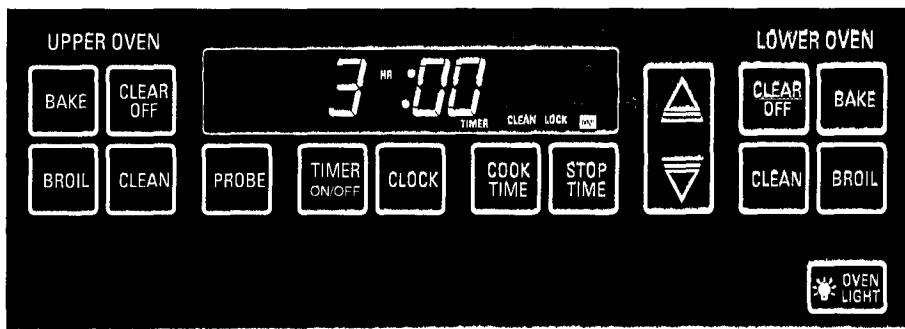 UPPER OVEN
LOWER OVEN
BAKE
CLEAR
OFF
3 HR :00
TIMER CLEAN LOCK
CLEAR
OFF
BAKE
BROIL
CLEAN
PROBE
TIMER
ON/OFF
CLOCK
COOK
TIME
STOP
TIME
CLEAN
BROIL
OVEN
LIGHT